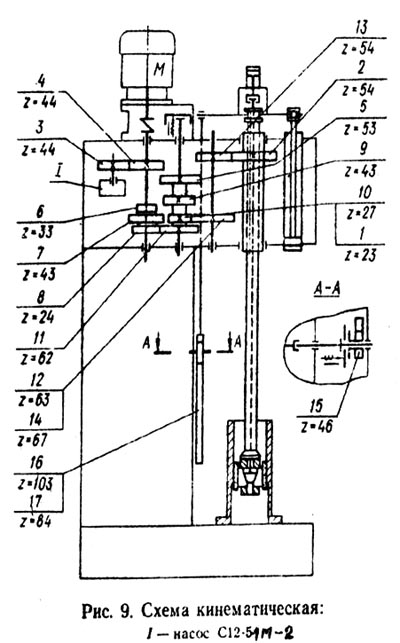 М
13
z=54
2
z=54
5
z=53
9
z=43
10
z=27
1
z=23
4
z=44
3
z=44
I
6
z=33
7
z=43
8
z=24
11
z=62
12
z=63
14
z=67
16
z=103
17
z=84
А
А
А-А
15
z=46
Рис. 9. Схема кинематическая:
I — насос С12-51М-2